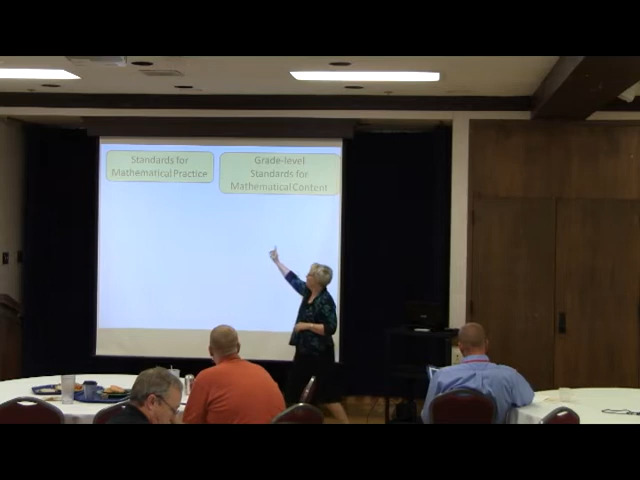 Standards for
Mathematical Practice
Grade-level
Standards for
Mathematical Content